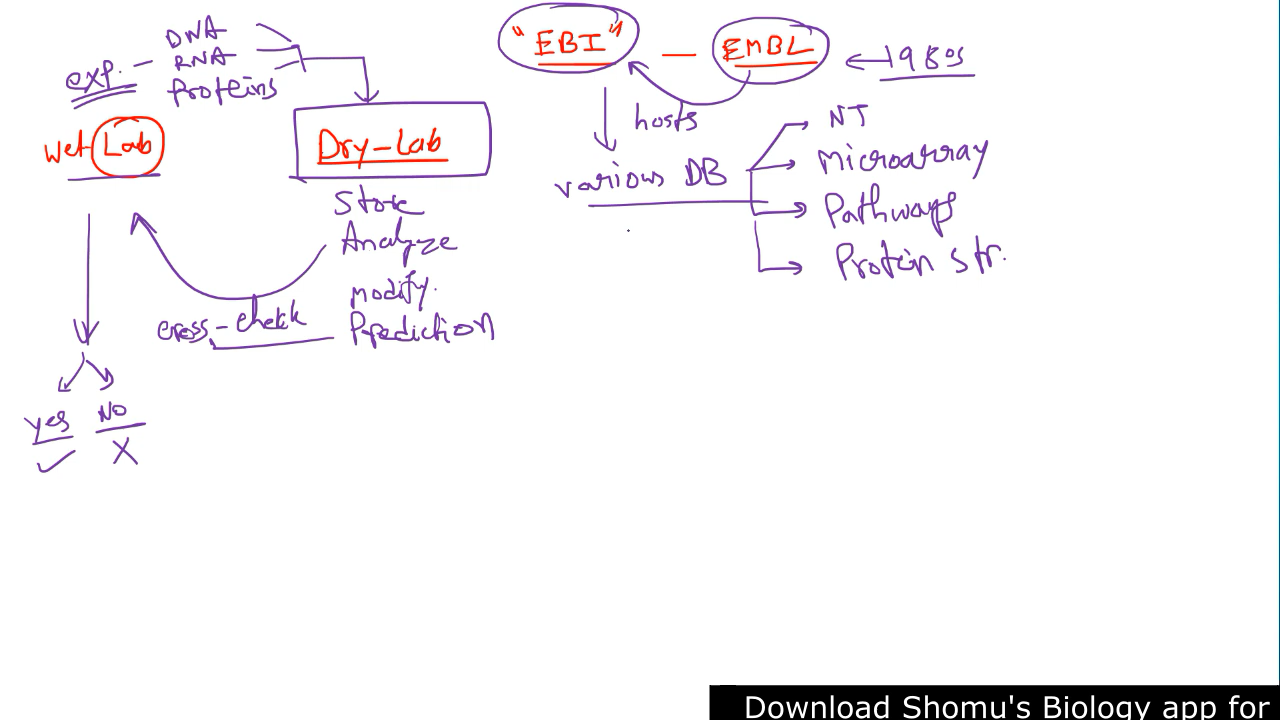 exp. - DNA
RNA
Proteins
wet Lab
Dry-Lab
Store
Analyze
modify.
Prediction
cross-check
Yes No
✓ X
"EBI" - EMBL ← 1980s
hosts
various DB
NT
Microarray
Pathways
Protein str.
Download Shomu's Biology app for